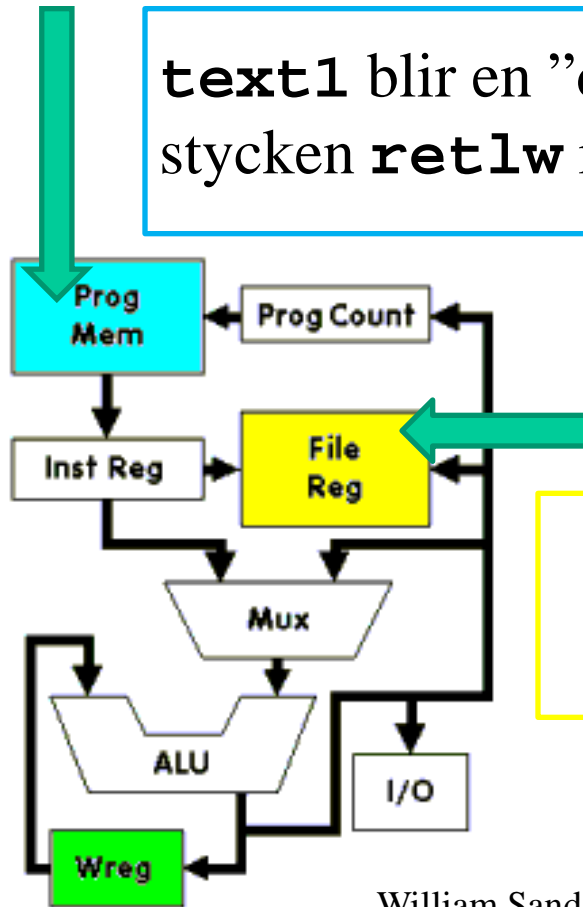 text1 blir en ”
stycken retlw
Prog
Mem
Prog Count
Inst Reg
File
Reg
Mux
ALU
I/O
Wreg
William Sand